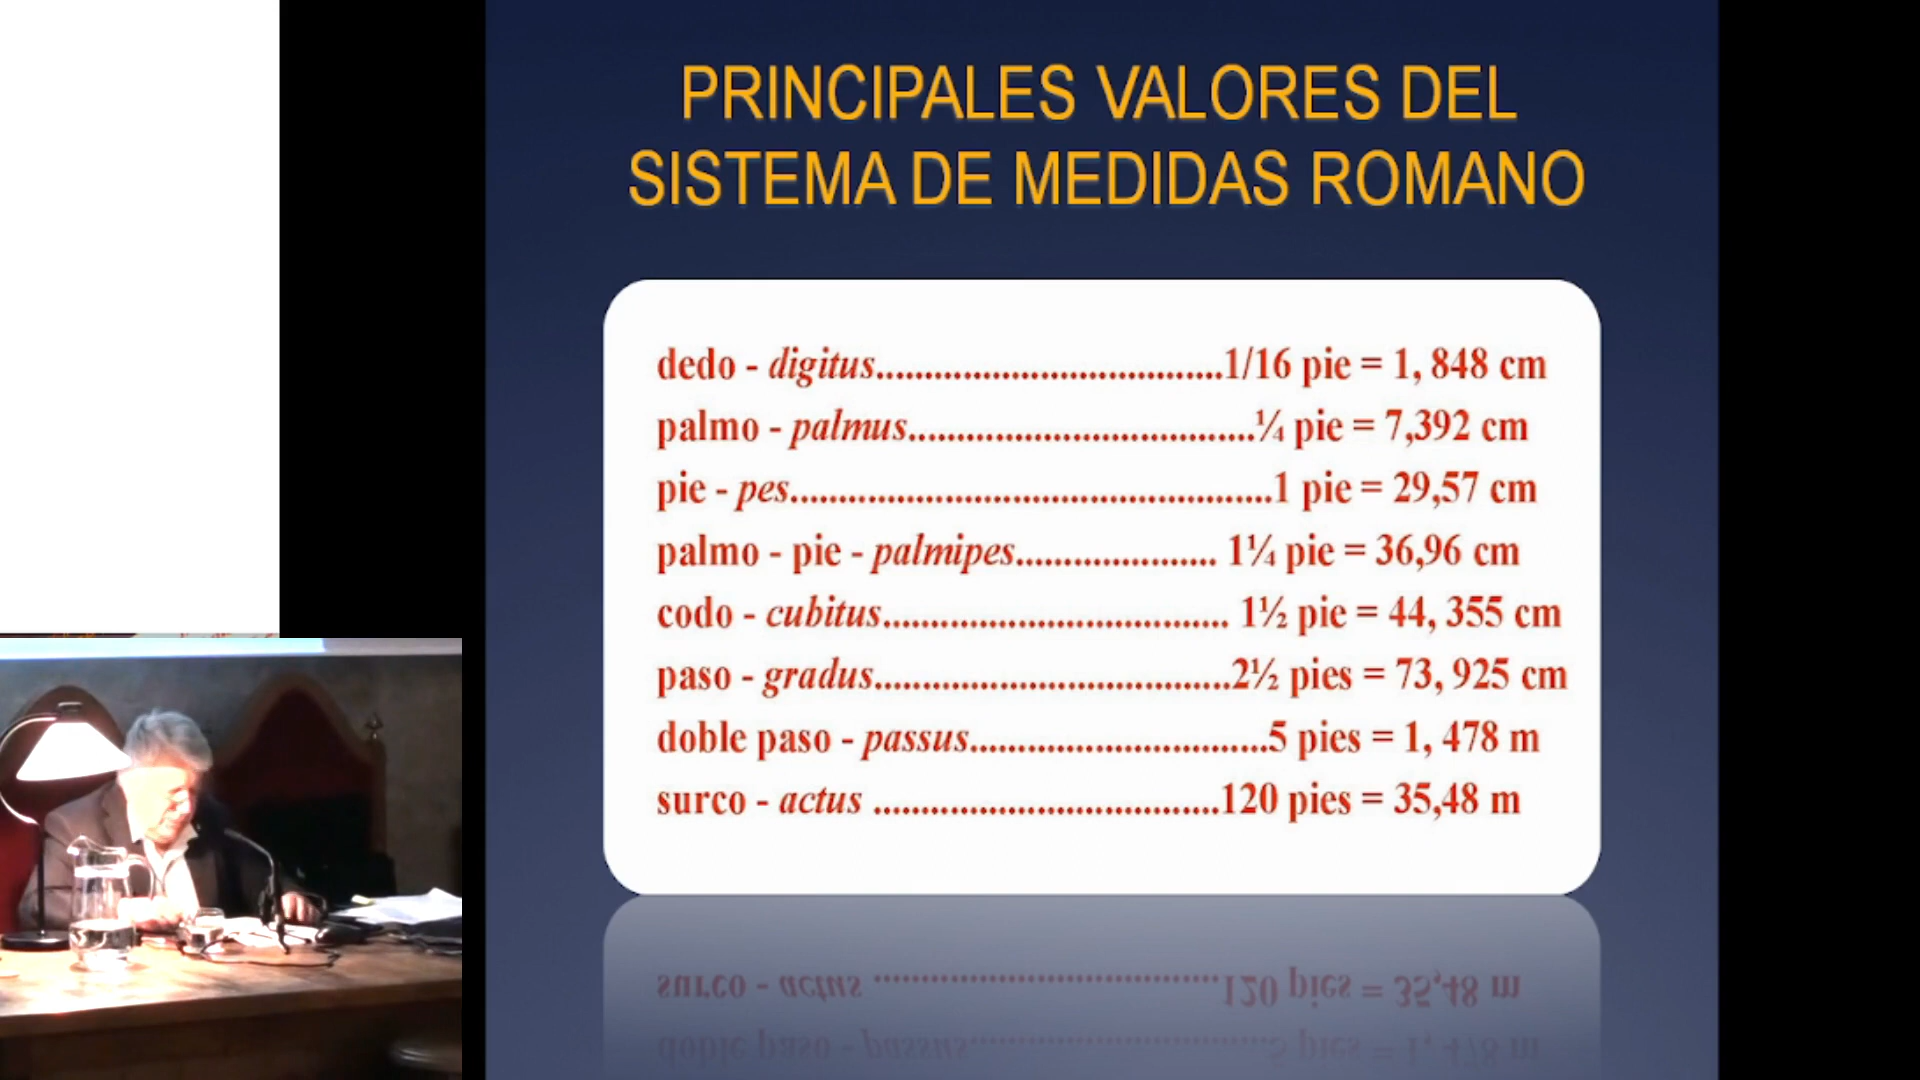 PRINCIPALES VALORES DEL
SISTEMA DE MEDIDAS ROMANO
dedo - digitus....................................1/16 pie = 1, 848 cm
palmo - palmus....................................¼ pie = 7,392 cm
pie - pes..................................................1 pie = 29,57 cm
palmo - pie - palmipes..................... 1¼ pie = 36,96 cm
codo - cubitus.................................... 1½ pie = 44, 355 cm
paso - gradus.....................................2½ pies = 73, 925 cm
doble paso - passus...............................5 pies = 1, 478 m
surco - actus ....................................120 pies = 35,48 m